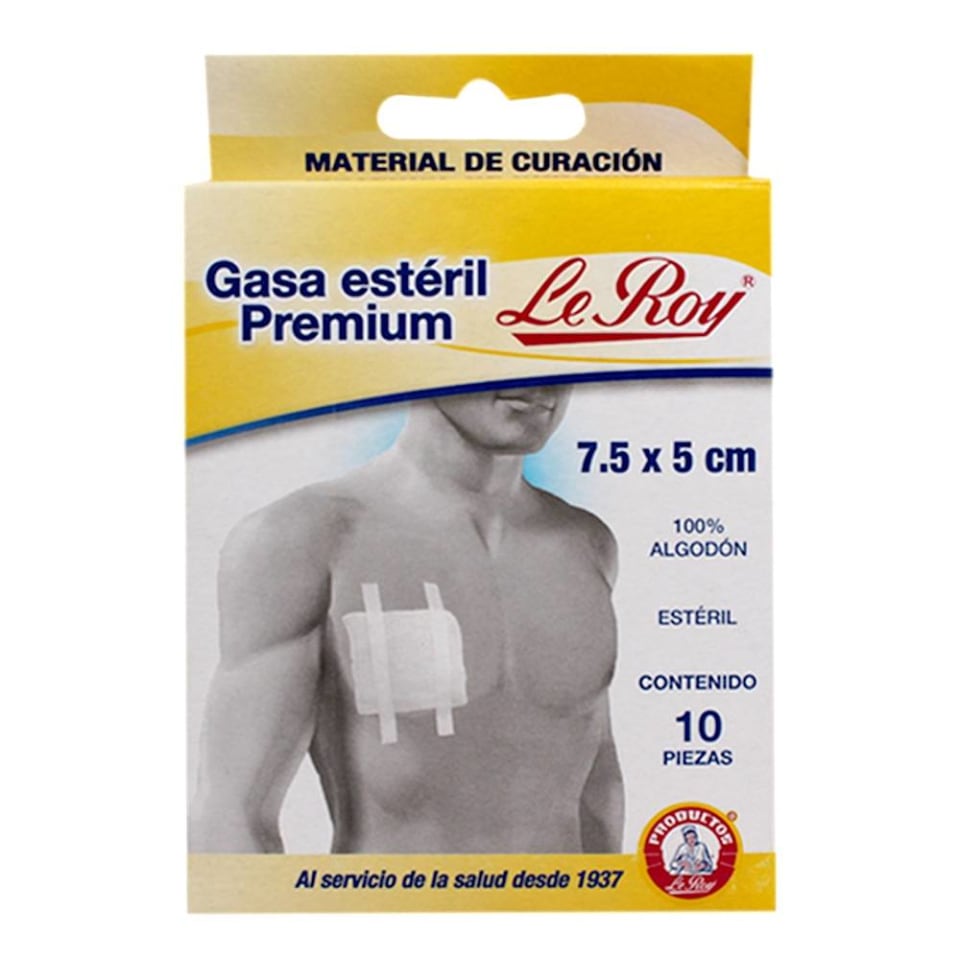 MATERIAL DE CURACIÓN
Gasa estéril
Premium
Le Roy®
7.5 x 5 cm
100%
ALGODÓN
ESTÉRIL
CONTENIDO
10
PIEZAS
PRODUCTOS ®
Le Roy
Al servicio de la salud desde 1937